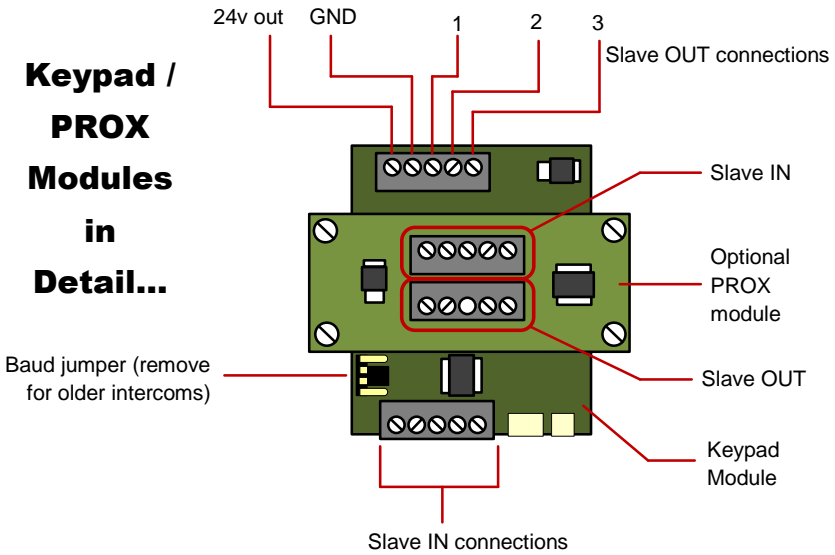 24v out
GND
1
2
3
Slave OUT connections
Keypad /
PROX
Modules
in
Detail...
Slave IN
Optional
PROX
module
Baud jumper (remove
for older intercoms)
Slave OUT
Keypad
Module
Slave IN connections